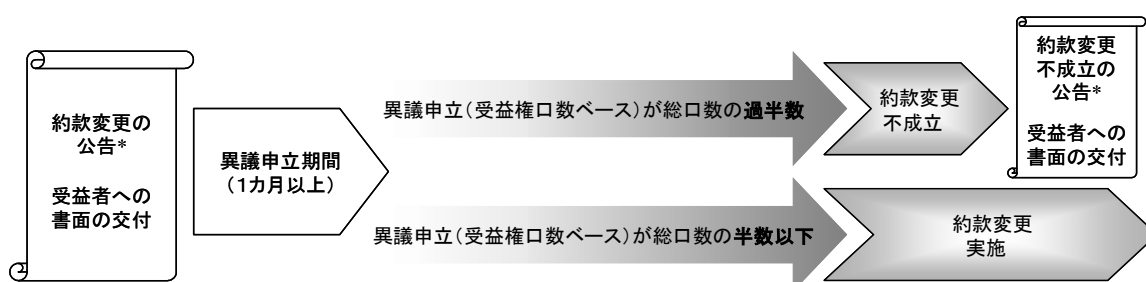 約款変更の
公告*
受益者への
書面の交付
異議申立期間
(1カ月以上)
異議申立(受益権口数ベース)が総口数の過半数
約款変更
不成立
約款変更
不成立の
公告*
受益者への
書面の交付
異議申立(受益権口数ベース)が総口数の半数以下
約款変更
実施